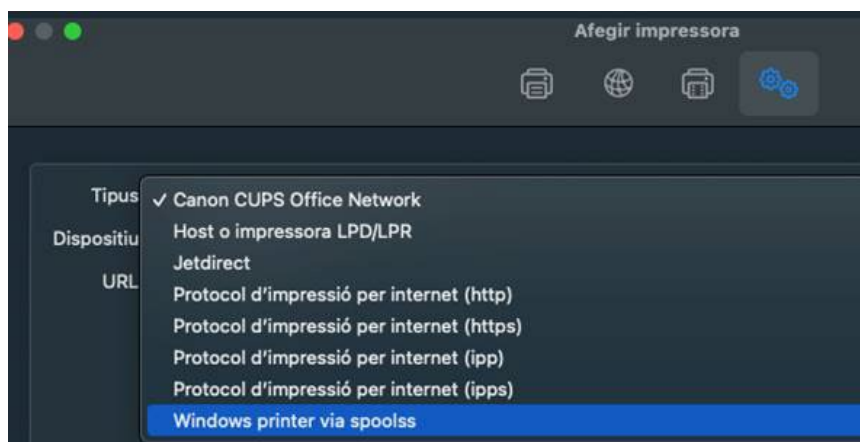 Afegir impressora
Tipus
✓ Canon CUPS Office Network
Host o impressora LPD/LPR
Dispositiu
Jetdirect
URL
Protocol d'impressió per internet (http)
Protocol d'impressió per internet (https)
Protocol d'impressió per internet (ipp)
Protocol d'impressió per internet (ipps)
Windows printer via spoolss